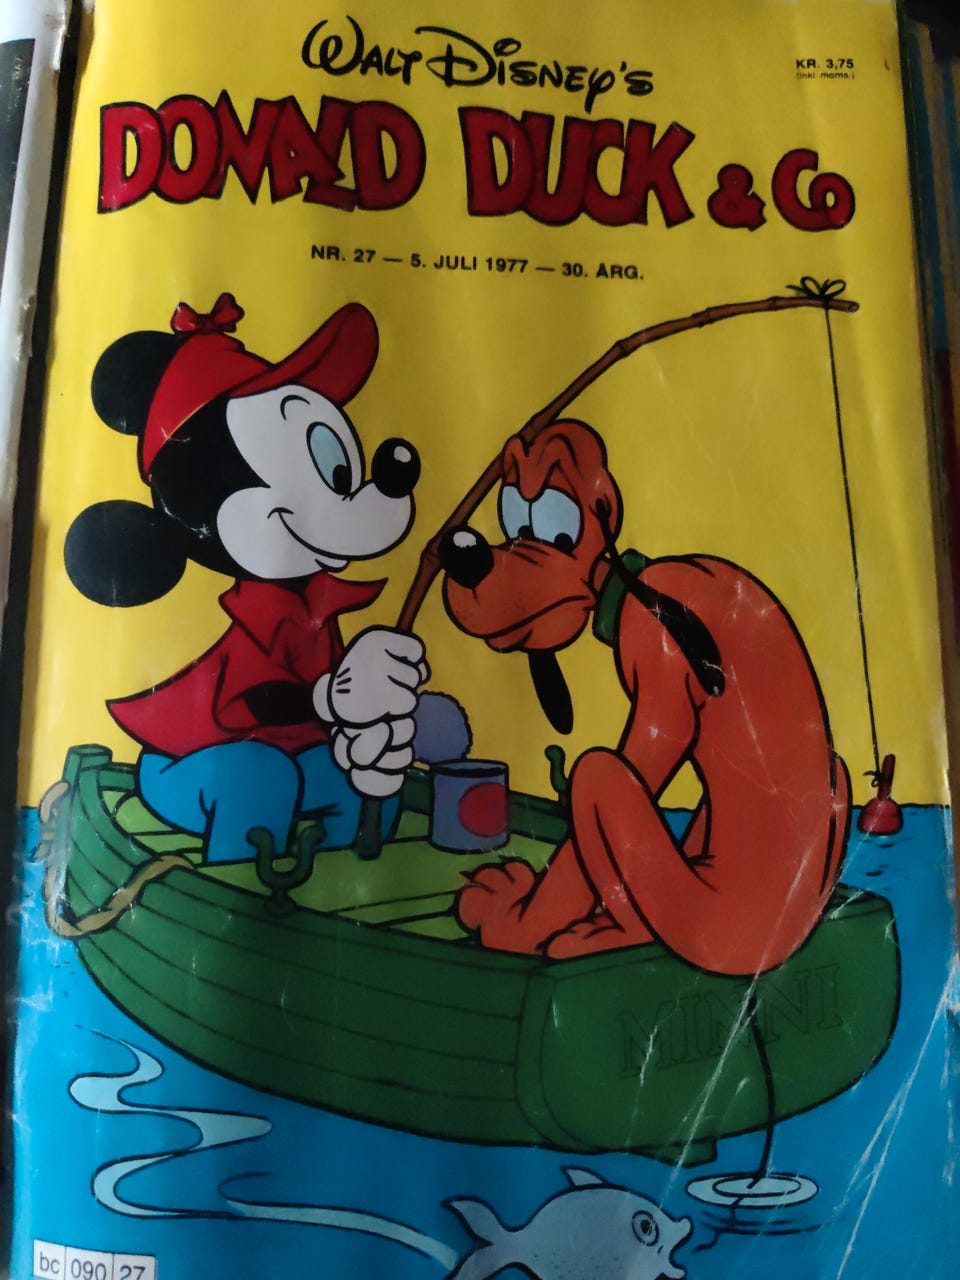 WALT DISNEY'S
KR. 3,75
(inkl. moms.)
DONALD DUCK & Co
NR. 27 — 5. JULI 1977 — 30. ÅRG.
MINNI
bc 090 27